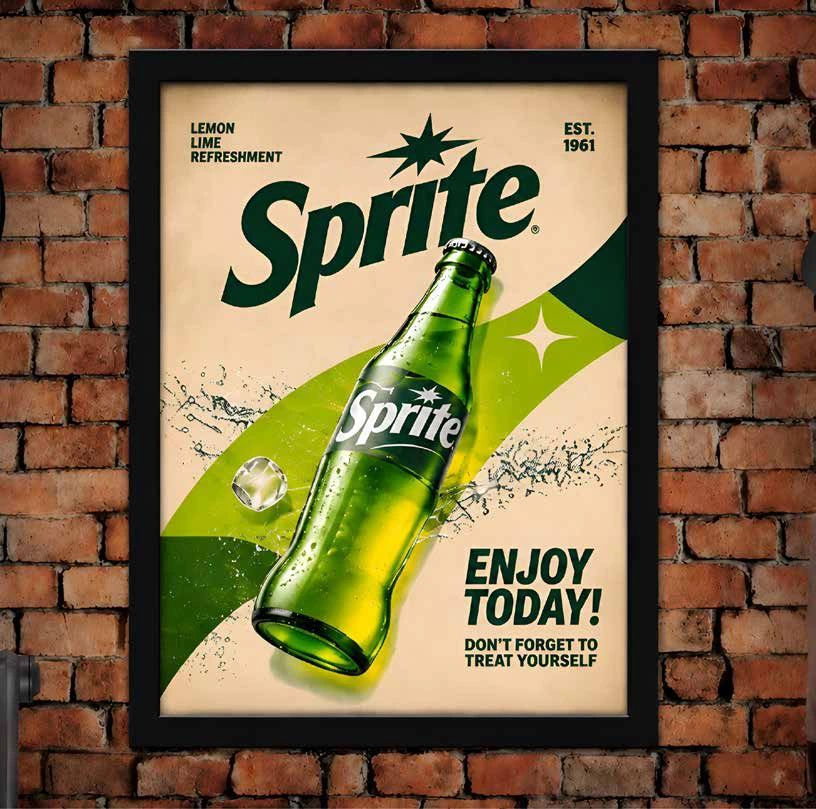 LEMON
LIME
REFRESHMENT
EST.
1961
Sprite®
Sprite
ENJOY
TODAY!
DON'T FORGET TO
TREAT YOURSELF